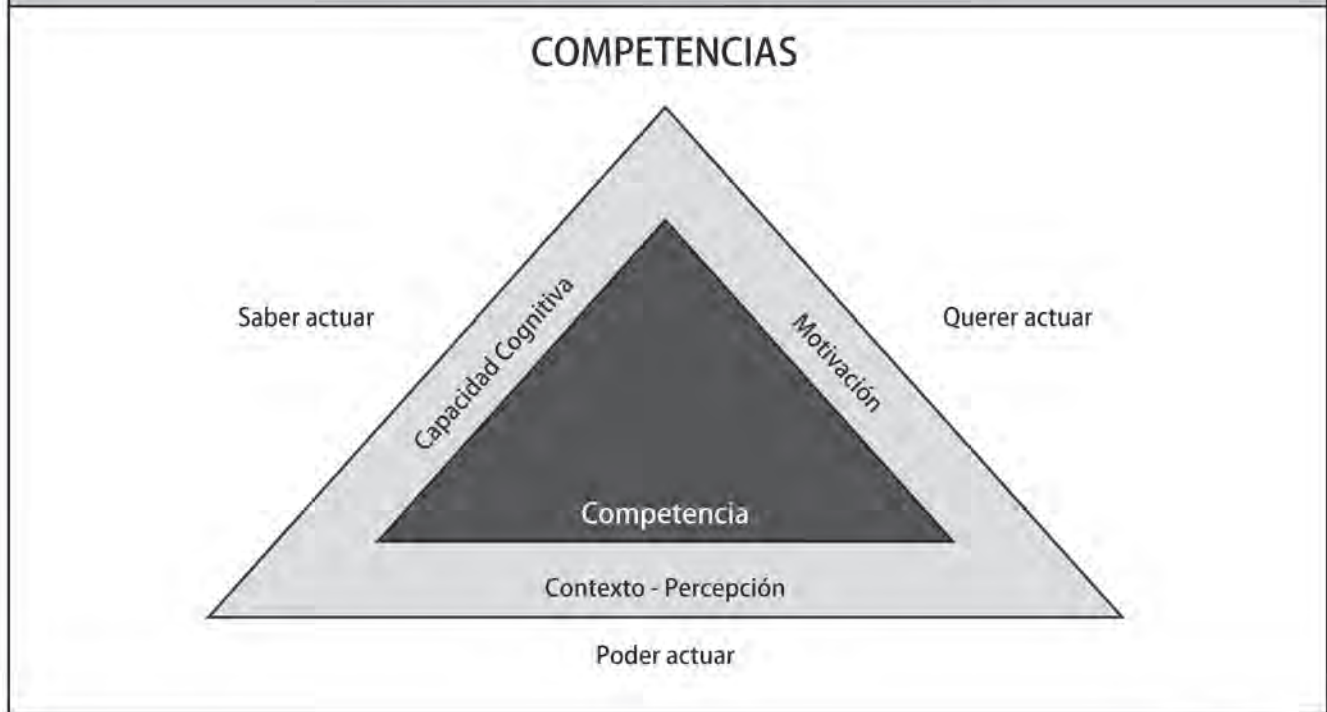 COMPETENCIAS
Saber actuar
Capacidad Cognitiva
Motivación
Querer actuar
Competencia
Contexto - Percepción
Poder actuar